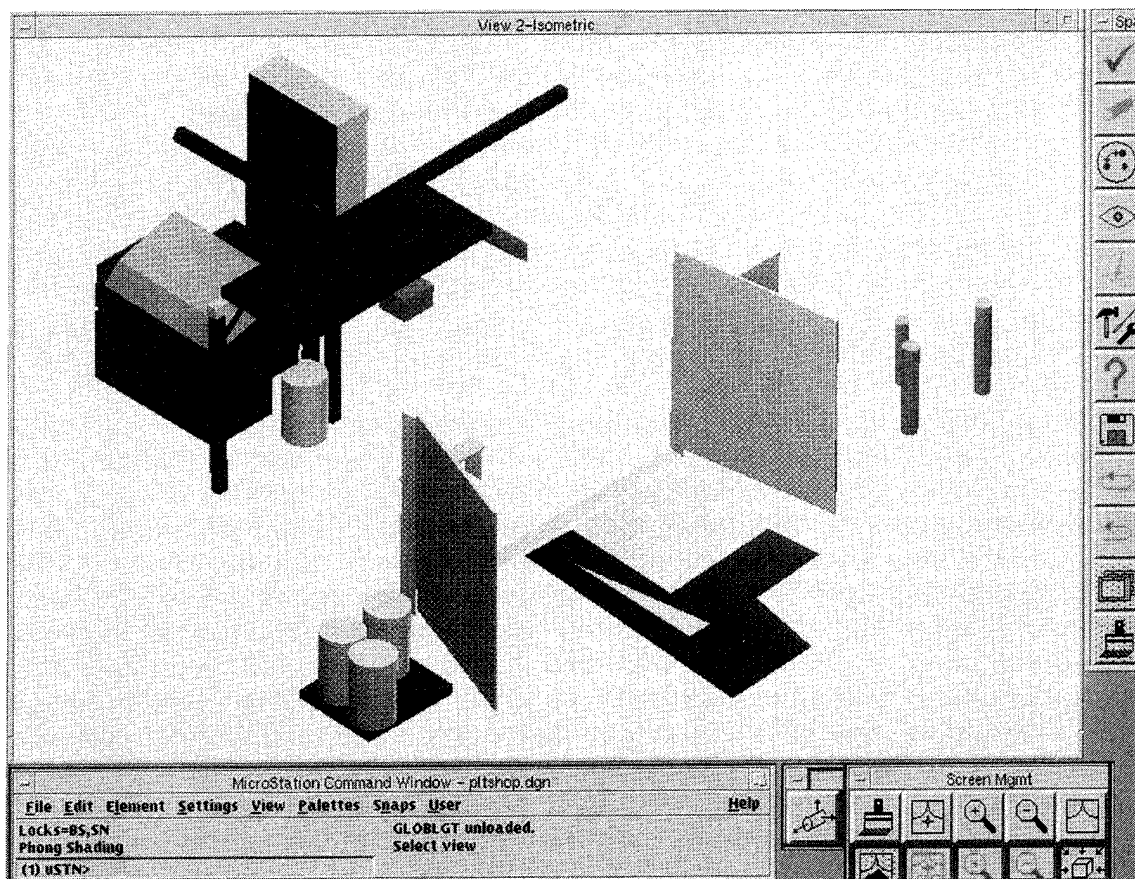 View 2-Isometric
Spa
MicroStation Command Window - pltshop.dgn
File Edit Element Settings View Palettes Snaps User Help
Locks=BS,SN
GLOBLGT unloaded.
Phong Shading
Select view
(1) uSTN>
Screen Mgmt